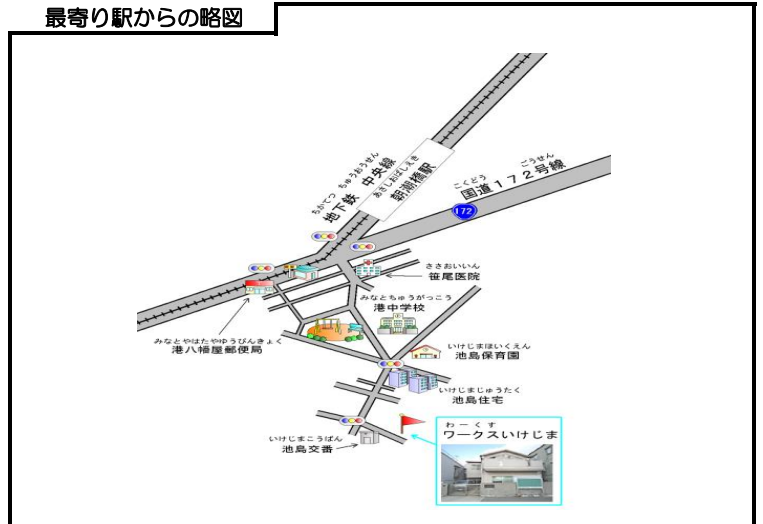 最寄り駅からの略図
ちかてつ ちゅうおうせん
地下鉄 中央線
あさしおばしえき
朝潮橋駅
こくどう ごうせん
国道172号線
172
ささおいいん
笹尾医院
みなとちゅうがっこう
港中学校
みなとやはたやゆうびんきょく
港八幡屋郵便局
いけじまほいくえん
池島保育園
いけじまじゅうたく
池島住宅
わーくす
ワークスいけじま
いけじまこうばん
池島交番